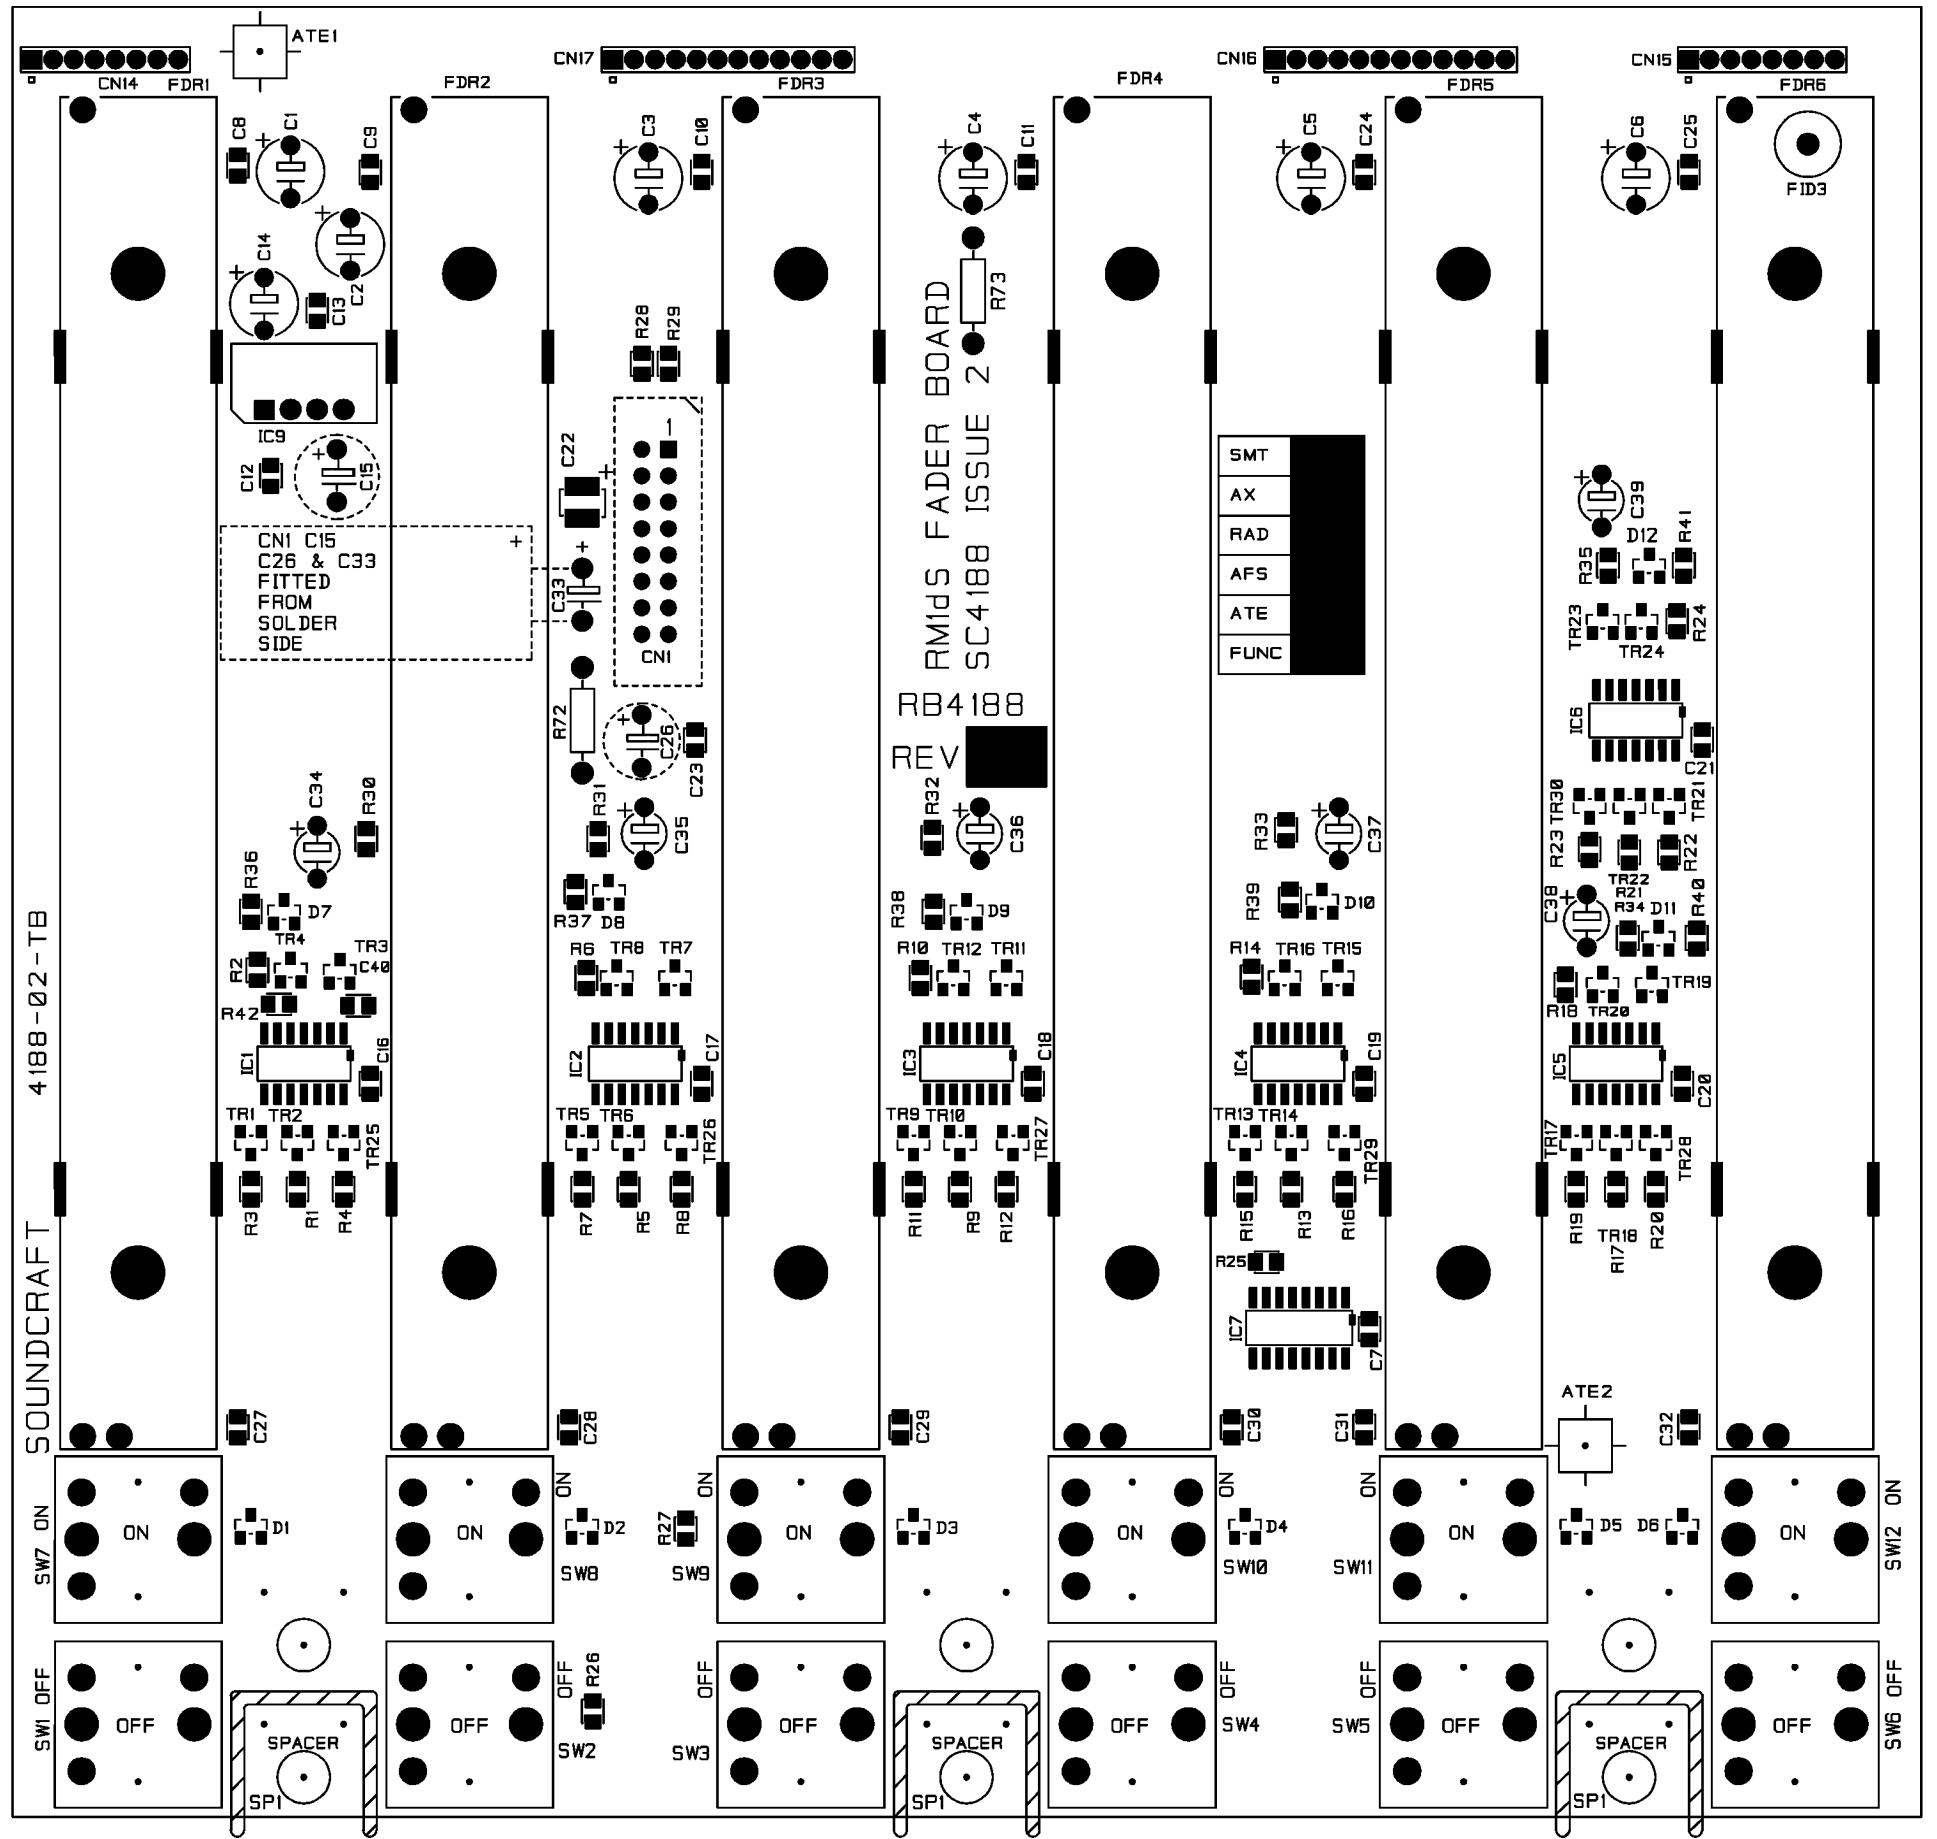 ATE1
CN14
FDR1
FDR2
CN17
FDR3
FDR4
CN16
FDR5
CN15
FDR6
C8
C1
C9
C3
C10
C4
C11
C5
C24
C6
C25
FID3
C14
C2
C13
R73
R28
R29
IC9
C12
C15
C22
1
CN1
CN1 C15
C26 & C33
FITTED
FROM
SOLDER
SIDE
C33
RM1dS FADER BOARD
SC4188 ISSUE 2
SMT
AX
RAD
AFS
ATE
FUNC
C39
D12
R41
R35
TR23
TR24
R24
IC6
C21
R72
C26
C23
RB4188
REV
C34
R30
R31
C35
R32
C36
R33
C37
TR30
TR21
R23
R22
TR22
R21
R36
D7
R37
D8
R38
D9
R39
D10
C38
R34
D11
R40
TR4
TR3
R2
C40
R42
R6
TR8
TR7
R10
TR12
TR11
R14
TR16
TR15
R18
TR20
TR19
4188-02-TB
IC1
C16
IC2
C17
IC3
C18
IC4
C19
IC5
C20
TR1
TR2
TR25
TR5
TR6
TR26
TR9
TR10
TR27
TR13
TR14
TR29
TR17
TR28
R3
R1
R4
R7
R5
R8
R11
R9
R12
R15
R13
R16
R19
TR18
R17
R20
R25
IC7
C7
SOUNDCRAFT
C27
C28
C29
C30
C31
ATE2
C32
SW7 ON
ON
D1
ON
ON
D2
SW8
R27
ON
SW9
ON
D3
ON
ON
D4
SW10
ON
SW11
ON
D5
D6
ON
SW12 ON
SW1 OFF
OFF
SPACER
SP1
OFF
OFF
SW2
R26
OFF
SW3
OFF
SPACER
SP1
OFF
OFF
SW4
OFF
SW5
OFF
SPACER
SP1
OFF
SW6 OFF